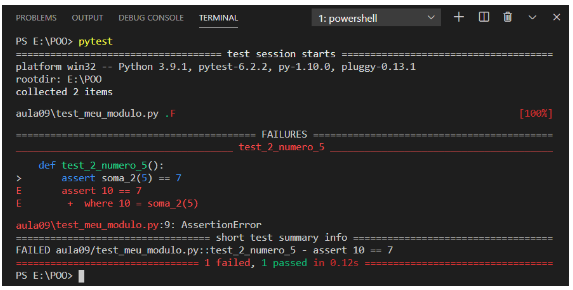 PROBLEMS OUTPUT DEBUG CONSOLE TERMINAL 1: powershell
PS E:\POO> pytest
================================== test session starts ==================================
platform win32 -- Python 3.9.1, pytest-6.2.2, py-1.10.0, pluggy-0.13.1
rootdir: E:\POO
collected 2 items
aula09\test_meu_modulo.py .F [100%]
======================================= FAILURES =======================================
_____________________________________ test_2_numero_5 _____________________________________
def test_2_numero_5():
> assert soma_2(5) == 7
E assert 10 == 7
E + where 10 = soma_2(5)
aula09\test_meu_modulo.py:9: AssertionError
================================ short test summary info ================================
FAILED aula09/test_meu_modulo.py::test_2_numero_5 - assert 10 == 7
============================== 1 failed, 1 passed in 0.12s ==============================
PS E:\POO>